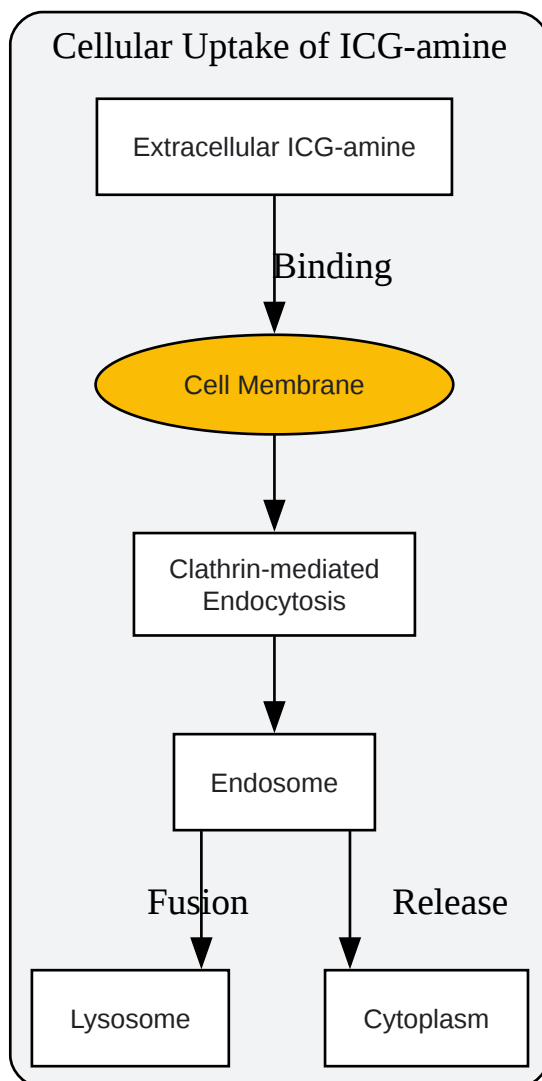 Cellular Uptake of ICG-amine
Extracellular ICG-amine
Binding
Cell Membrane
Clathrin-mediated
Endocytosis
Endosome
Fusion
Release
Lysosome
Cytoplasm